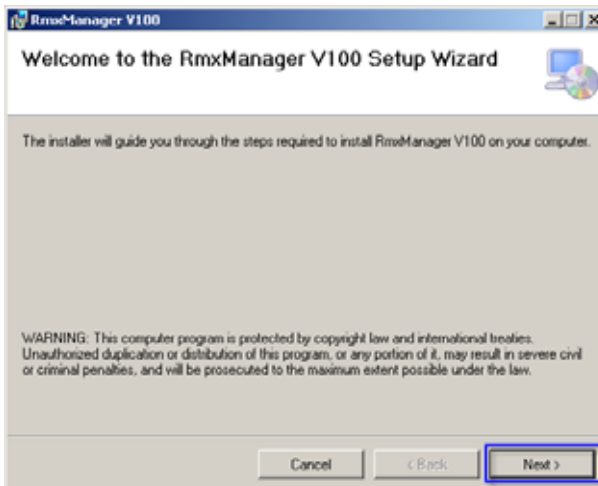 RmxManager V100
Welcome to the RmxManager V100 Setup Wizard
The installer will guide you through the steps required to install RmxManager V100 on your computer.
WARNING: This computer program is protected by copyright law and international treaties.
Unauthorized duplication or distribution of this program, or any portion of it, may result in severe civil
or criminal penalties, and will be prosecuted to the maximum extent possible under the law.
Cancel
< Back
Next >